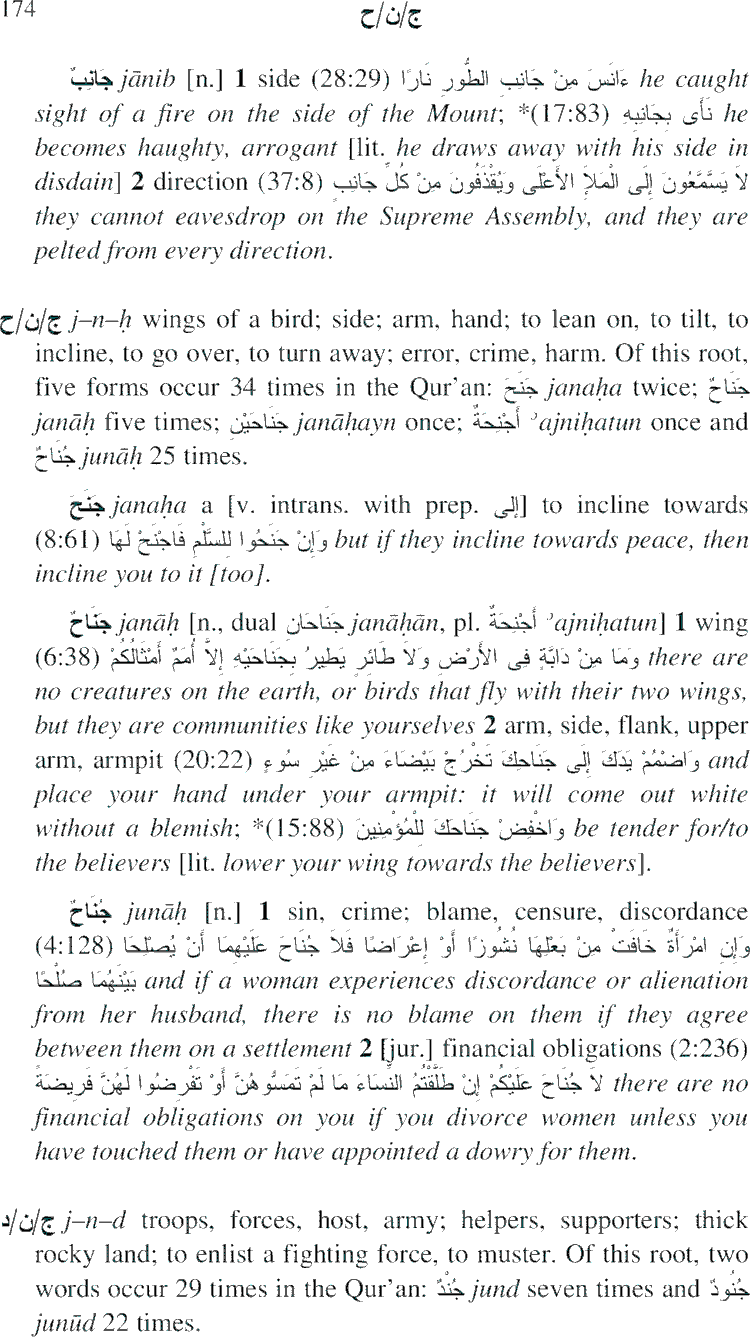 174
ج/ن/ح
جَانِبٌ jānib [n.] 1 side (28:29) ءَانَسَ مِنْ جَانِبِ الطُّورِ نَارًا he caught
sight of a fire on the side of the Mount; *(17:83) نَأَى بِجَانِبِهِ he
becomes haughty, arrogant [lit. he draws away with his side in
disdain] 2 direction (37:8) لاَ يَسَّمَّعُونَ إِلَى الْمَلإِ الأَعْلَى وَيُقْذَفُونَ مِنْ كُلِّ جَانِبٍ
they cannot eavesdrop on the Supreme Assembly, and they are
pelted from every direction.
ج/ن/ح j–n–ḥ wings of a bird; side; arm, hand; to lean on, to tilt, to
incline, to go over, to turn away; error, crime, harm. Of this root,
five forms occur 34 times in the Qur'an: جَنَحَ janaḥa twice; جَنَاحٌ
janāḥ five times; جَنَاحَيْنِ janāḥayn once; أَجْنِحَةٌ ʾajniḥatun once and
جُنَاحٌ junāḥ 25 times.
جَنَحَ janaḥa a [v. intrans. with prep. إلى] to incline towards
(8:61) وَإِنْ جَنَحُوا لِلسَّلْمِ فَاجْنَحْ لَهَا but if they incline towards peace, then
incline you to it [too].
جَنَاحٌ janāḥ [n., dual جَنَاحَانِ janāḥān, pl. أَجْنِحَةٌ ʾajniḥatun] 1 wing
(6:38) وَمَا مِنْ دَابَّةٍ فِى الأَرْضِ وَلاَ طَائِرٍ يَطِيرُ بِجَنَاحَيْهِ إِلاَّ أُمَمٌ أَمْثَالُكُمْ there are
no creatures on the earth, or birds that fly with their two wings,
but they are communities like yourselves 2 arm, side, flank, upper
arm, armpit (20:22) وَاضْمُمْ يَدَكَ إِلَى جَنَاحِكَ تَخْرُجْ بَيْضَاءَ مِنْ غَيْرِ سُوءٍ and
place your hand under your armpit: it will come out white
without a blemish; *(15:88) وَاخْفِضْ جَنَاحَكَ لِلْمُؤْمِنِينَ be tender for/to
the believers [lit. lower your wing towards the believers].
جُنَاحٌ junāḥ [n.] 1 sin, crime; blame, censure, discordance
(4:128) وَإِنِ امْرَأَةٌ خَافَتْ مِنْ بَعْلِهَا نُشُوزًا أَوْ إِعْرَاضًا فَلاَ جُنَاحَ عَلَيْهِمَا أَنْ يُصْلِحَا
بَيْنَهُمَا صُلْحًا and if a woman experiences discordance or alienation
from her husband, there is no blame on them if they agree
between them on a settlement 2 [jur.] financial obligations (2:236)
لاَ جُنَاحَ عَلَيْكُمْ إِنْ طَلَّقْتُمُ النِّسَاءَ مَا لَمْ تَمَسُّوهُنَّ أَوْ تَفْرِضُوا لَهُنَّ فَرِيضَةً there are no
financial obligations on you if you divorce women unless you
have touched them or have appointed a dowry for them.
ج/ن/د j–n–d troops, forces, host, army; helpers, supporters; thick
rocky land; to enlist a fighting force, to muster. Of this root, two
words occur 29 times in the Qur'an: جُنْدٌ jund seven times and جُنُودٌ
junūd 22 times.